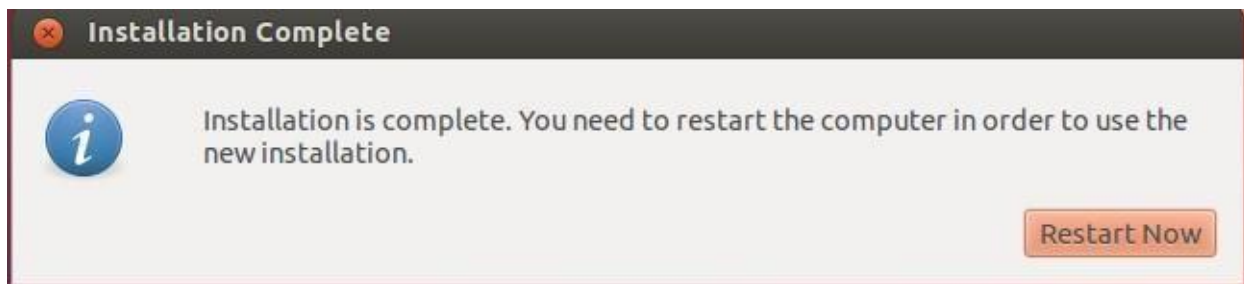 Installation Complete
Installation is complete. You need to restart the computer in order to use the
new installation.
Restart Now